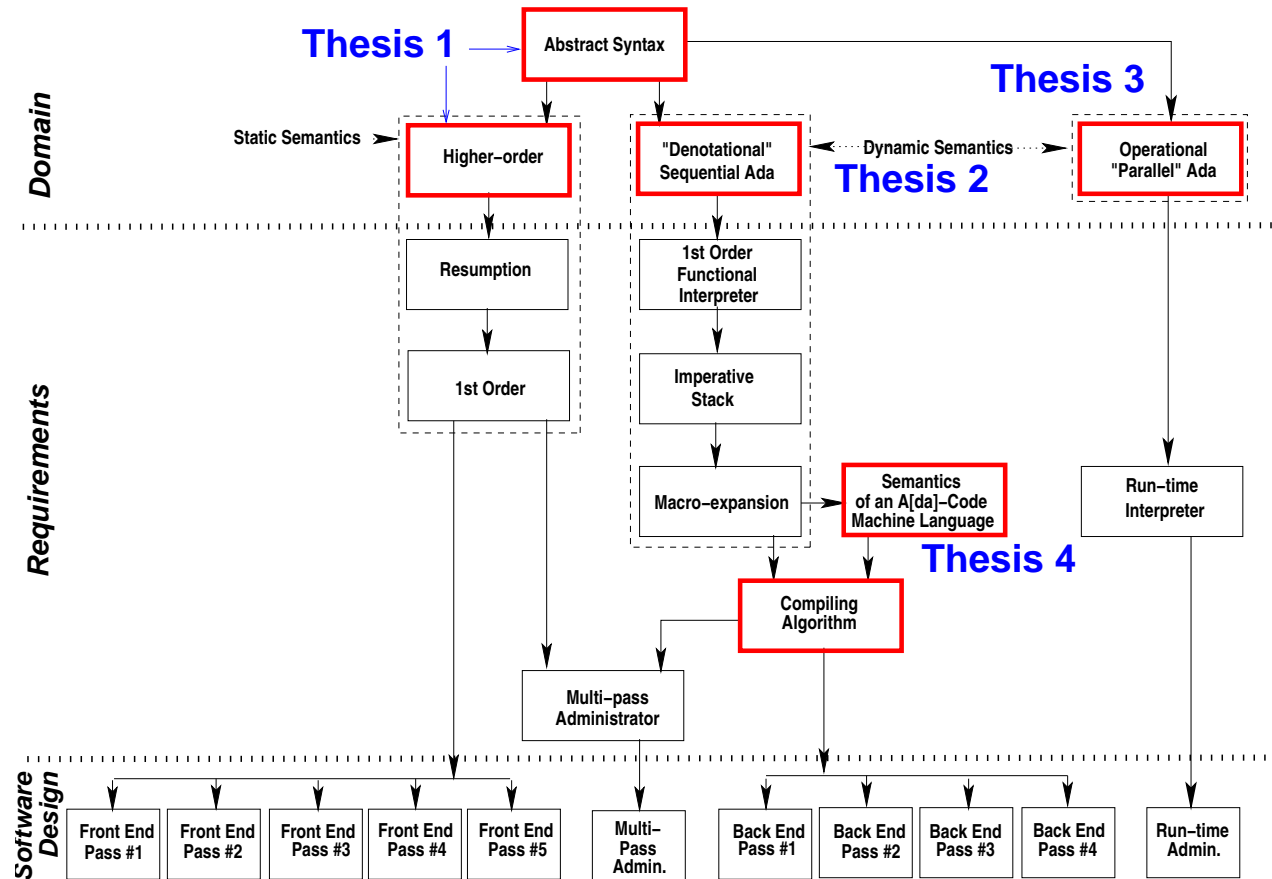 Thesis 1
Abstract Syntax
Thesis 3
Domain
Static Semantics
Higher-order
"Denotational"
Sequential Ada
Dynamic Semantics
Thesis 2
Operational
"Parallel" Ada
Requirements
Resumption
1st Order
Functional
Interpreter
1st Order
Imperative
Stack
Macro-expansion
Semantics
of an A[da]-Code
Machine Language
Run-time
Interpreter
Thesis 4
Compiling
Algorithm
Multi-pass
Administrator
Software
Design
Front End
Pass #1
Front End
Pass #2
Front End
Pass #3
Front End
Pass #4
Front End
Pass #5
Multi-
Pass
Admin.
Back End
Pass #1
Back End
Pass #2
Back End
Pass #3
Back End
Pass #4
Run-time
Admin.